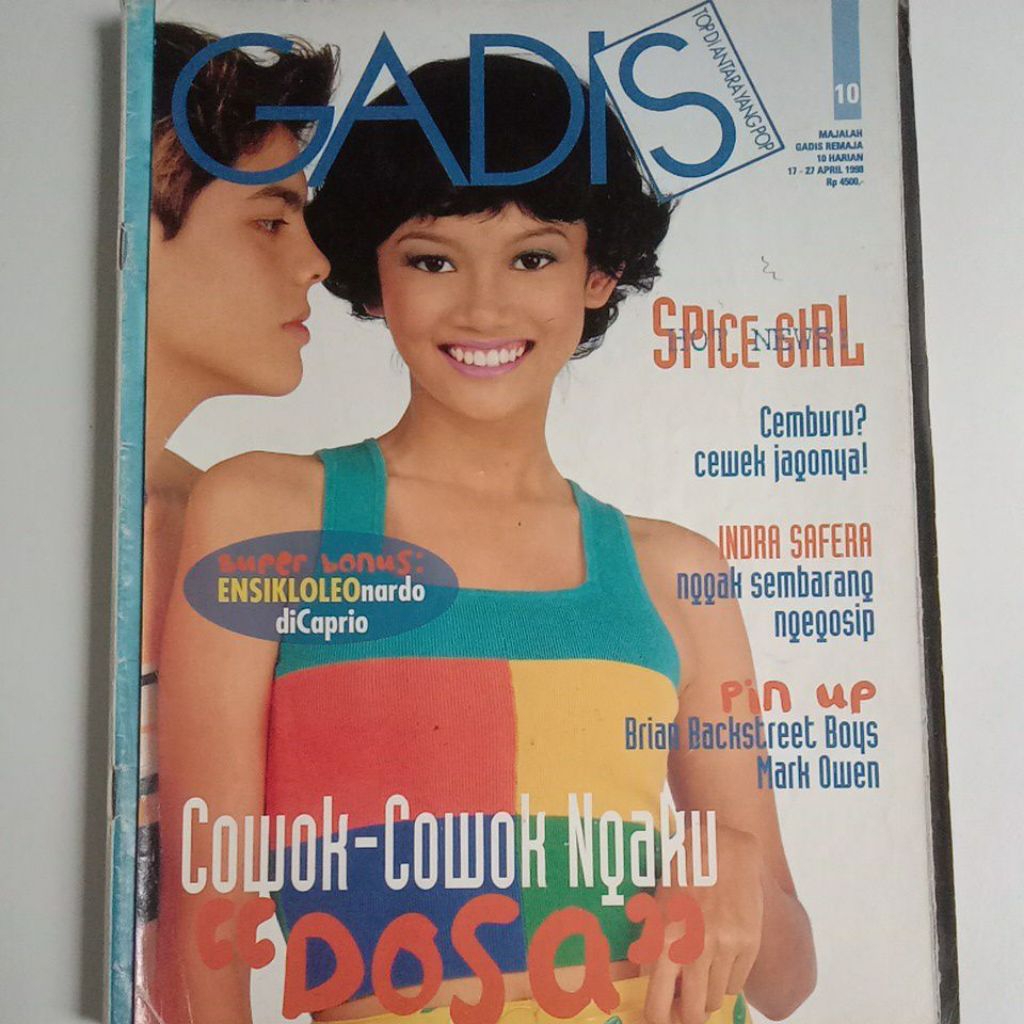 GADIS
TOP DI ANTARA YANG POP
10
MAJALAH
GADIS REMAJA
10 HARIAN
17 - 27 APRIL 1998
Rp 4500,-
SPICE GIRL
HOT NEWS!
Cemburu?
cewek jagonya!
INDRA SAFERA
nggak sembarang
ngegosip
super bonus:
ENSIKLOLEOnardo
diCaprio
Pin up
Brian Backstreet Boys
Mark Owen
Cowok-Cowok Ngaku
"DOSA"